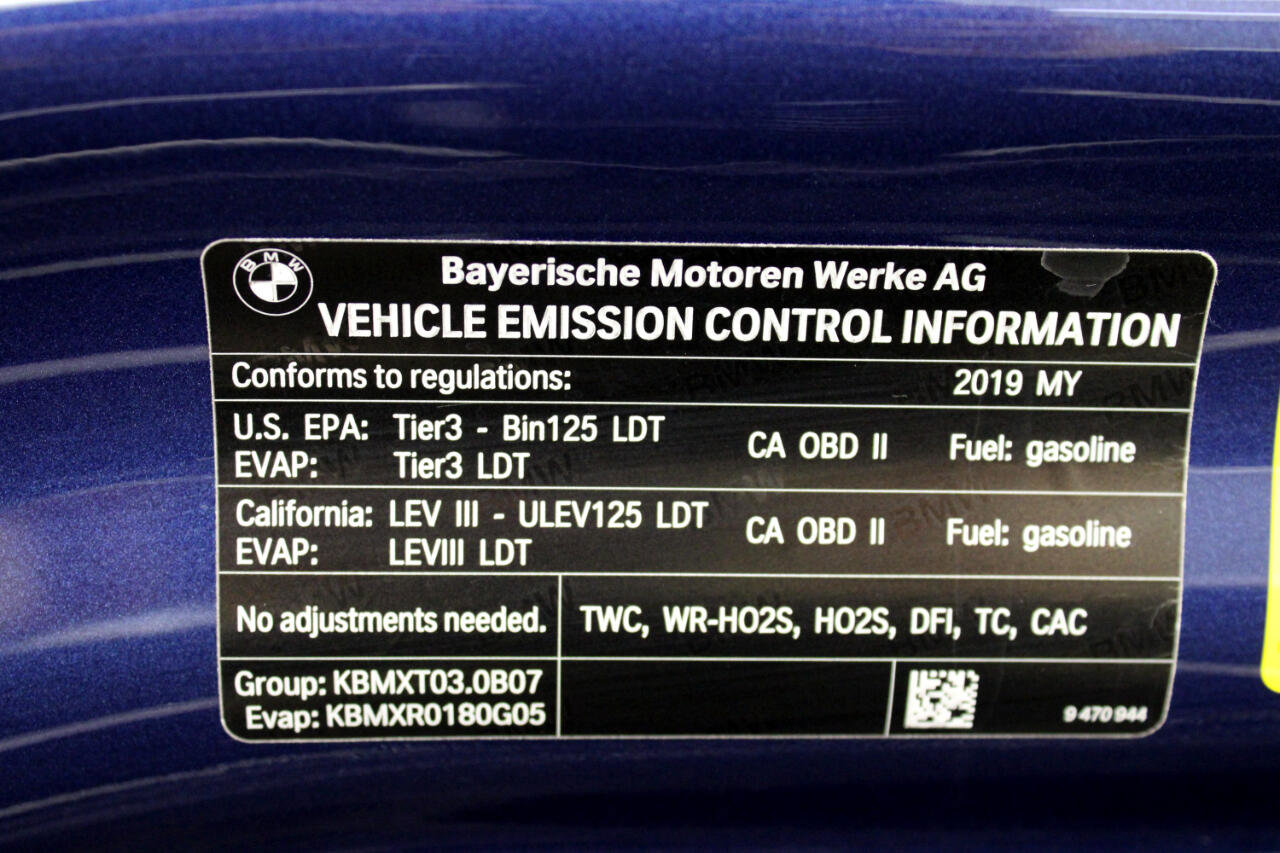 BMW
Bayerische Motoren Werke AG
VEHICLE EMISSION CONTROL INFORMATION
Conforms to regulations: 2019 MY
U.S. EPA: Tier3 - Bin125 LDT
EVAP: Tier3 LDT
CA OBD II Fuel: gasoline
California: LEV III - ULEV125 LDT
EVAP: LEVIII LDT
CA OBD II Fuel: gasoline
No adjustments needed. TWC, WR-HO2S, HO2S, DFI, TC, CAC
Group: KBMXT03.0B07
Evap: KBMXR0180G05
9 470 944